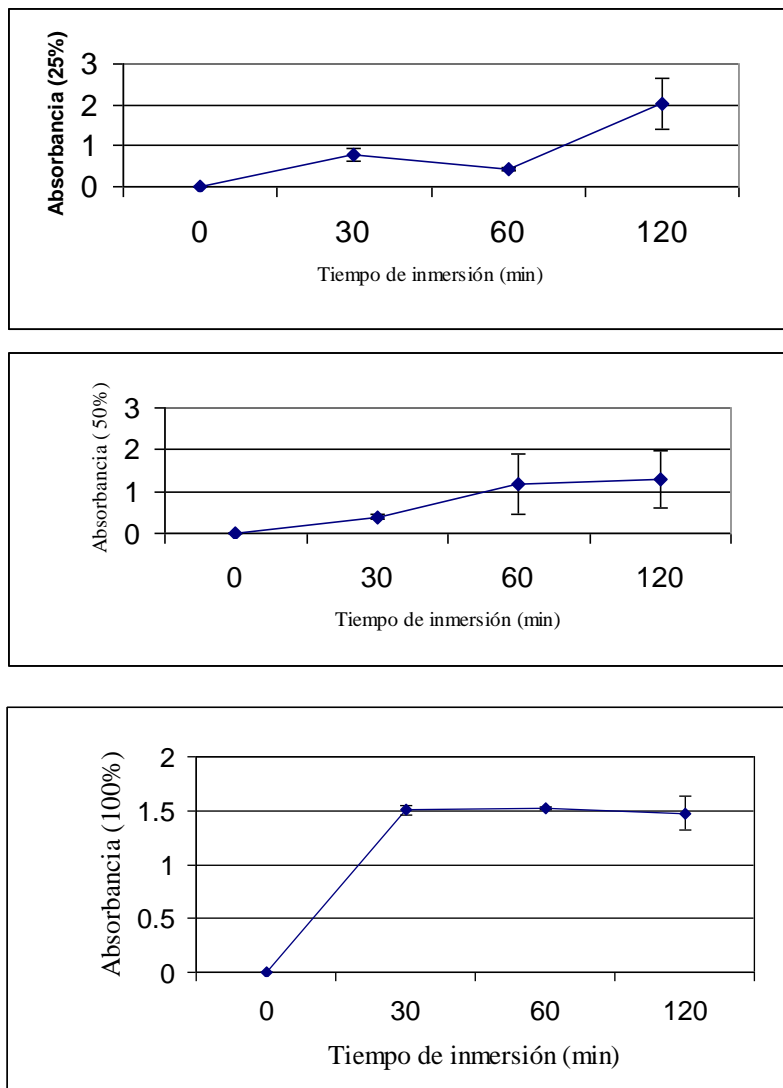 Absorbancia (25%)
3
2
1
0
0 30 60 120
Tiempo de inmersión (min)
Absorbancia ( 50%)
3
2
1
0
0 30 60 120
Tiempo de inmersión (min)
Absorbancia (100%)
2
1.5
1
0.5
0
0 30 60 120
Tiempo de inmersión (min)